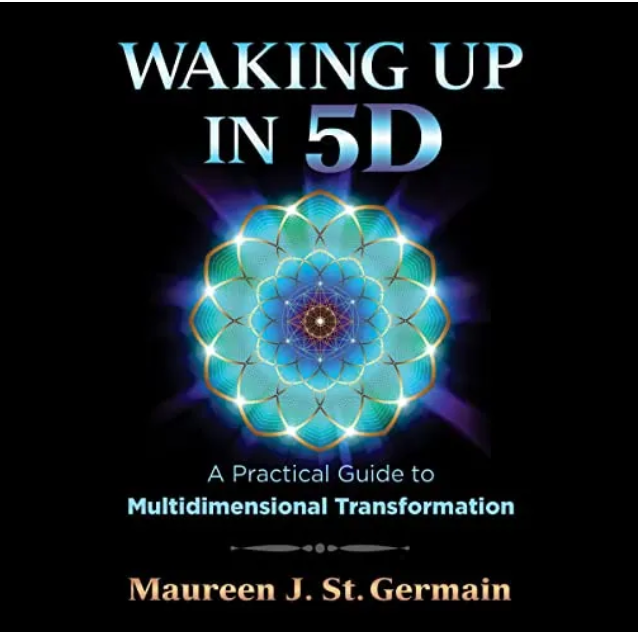 WAKING UP
IN 5D
A Practical Guide to
Multidimensional Transformation
Maureen J. St. Germain